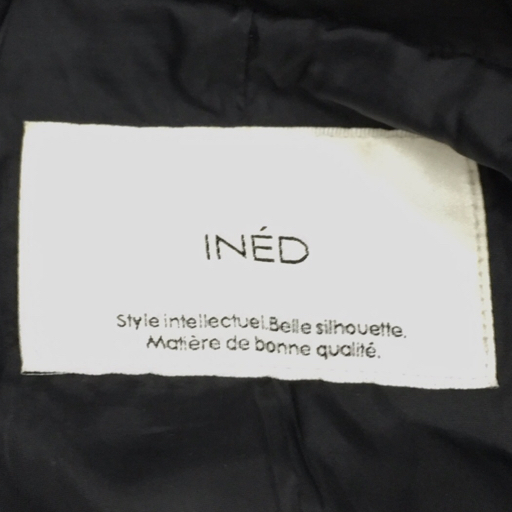 INÉD
Style intellectuel.Belle silhouette.
Matière de bonne qualité.